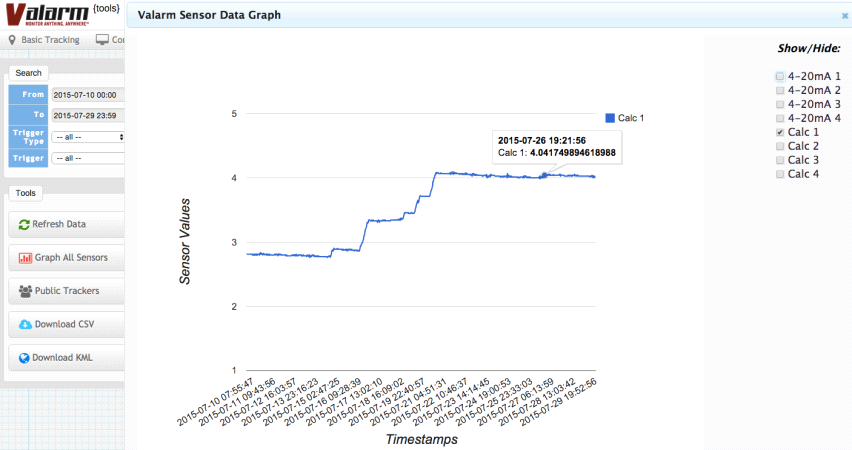 Valarm {tools}
MONITOR ANYTHING, ANYWHERE™
Basic Tracking
Co
Search
From 2015-07-10 00:00
To 2015-07-29 23:59
Trigger Type -- all --
Trigger -- all --
Tools
Refresh Data
Graph All Sensors
Public Trackers
Download CSV
Download KML
Valarm Sensor Data Graph
Show/Hide:
4-20mA 1
4-20mA 2
4-20mA 3
4-20mA 4
Calc 1
Calc 2
Calc 3
Calc 4
Calc 1
2015-07-26 19:21:56
Calc 1: 4.041749894618988
Sensor Values
5
4
3
2
1
2015-07-10 07:55:47
2015-07-11 09:43:56
2015-07-12 16:03:57
2015-07-13 23:16:23
2015-07-15 02:47:25
2015-07-16 09:28:39
2015-07-17 13:02:10
2015-07-18 16:09:02
2015-07-19 22:40:57
2015-07-21 04:51:31
2015-07-22 10:46:37
2015-07-23 14:14:45
2015-07-24 19:00:53
2015-07-25 23:33:03
2015-07-27 06:13:59
2015-07-28 13:03:42
2015-07-29 19:52:56
Timestamps